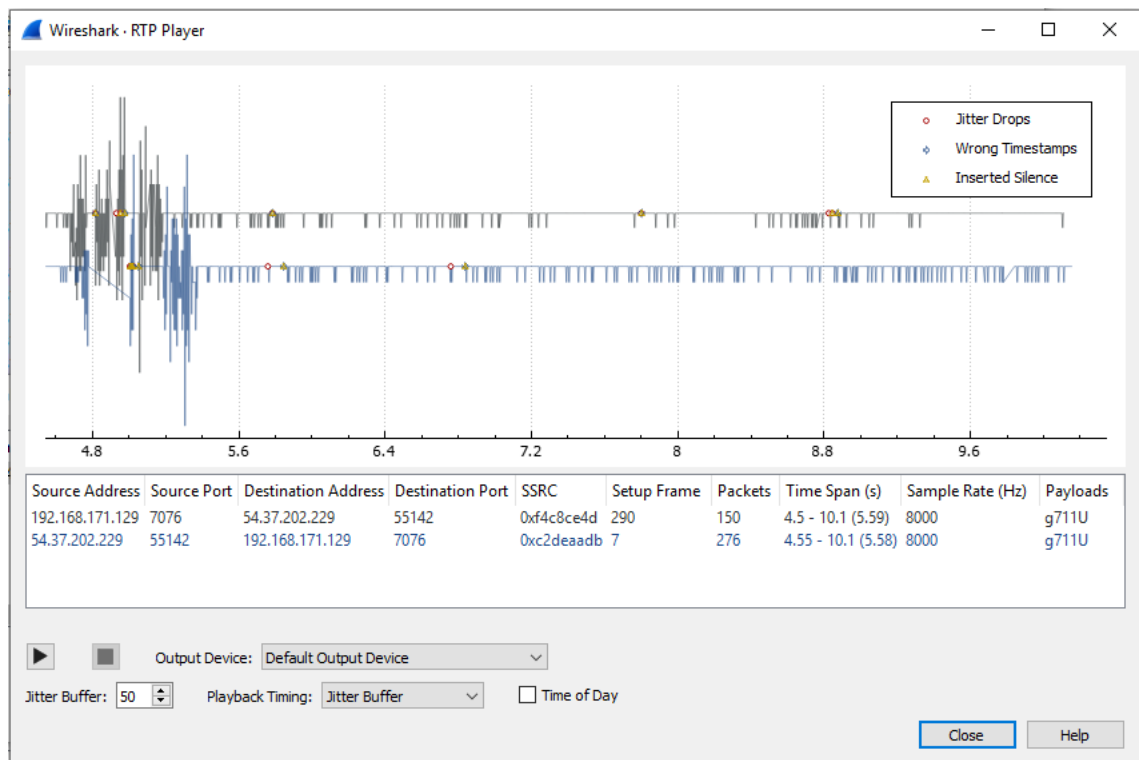 Wireshark · RTP Player
Jitter Drops
Wrong Timestamps
Inserted Silence
4.8 5.6 6.4 7.2 8 8.8 9.6
Source Address Source Port Destination Address Destination Port SSRC Setup Frame Packets Time Span (s) Sample Rate (Hz) Payloads
192.168.171.129 7076 54.37.202.229 55142 0xf4c8ce4d 290 150 4.5 - 10.1 (5.59) 8000 g711U
54.37.202.229 55142 192.168.171.129 7076 0xc2deaadb 7 276 4.55 - 10.1 (5.58) 8000 g711U
Output Device: Default Output Device
Jitter Buffer: 50 Playback Timing: Jitter Buffer Time of Day
Close Help